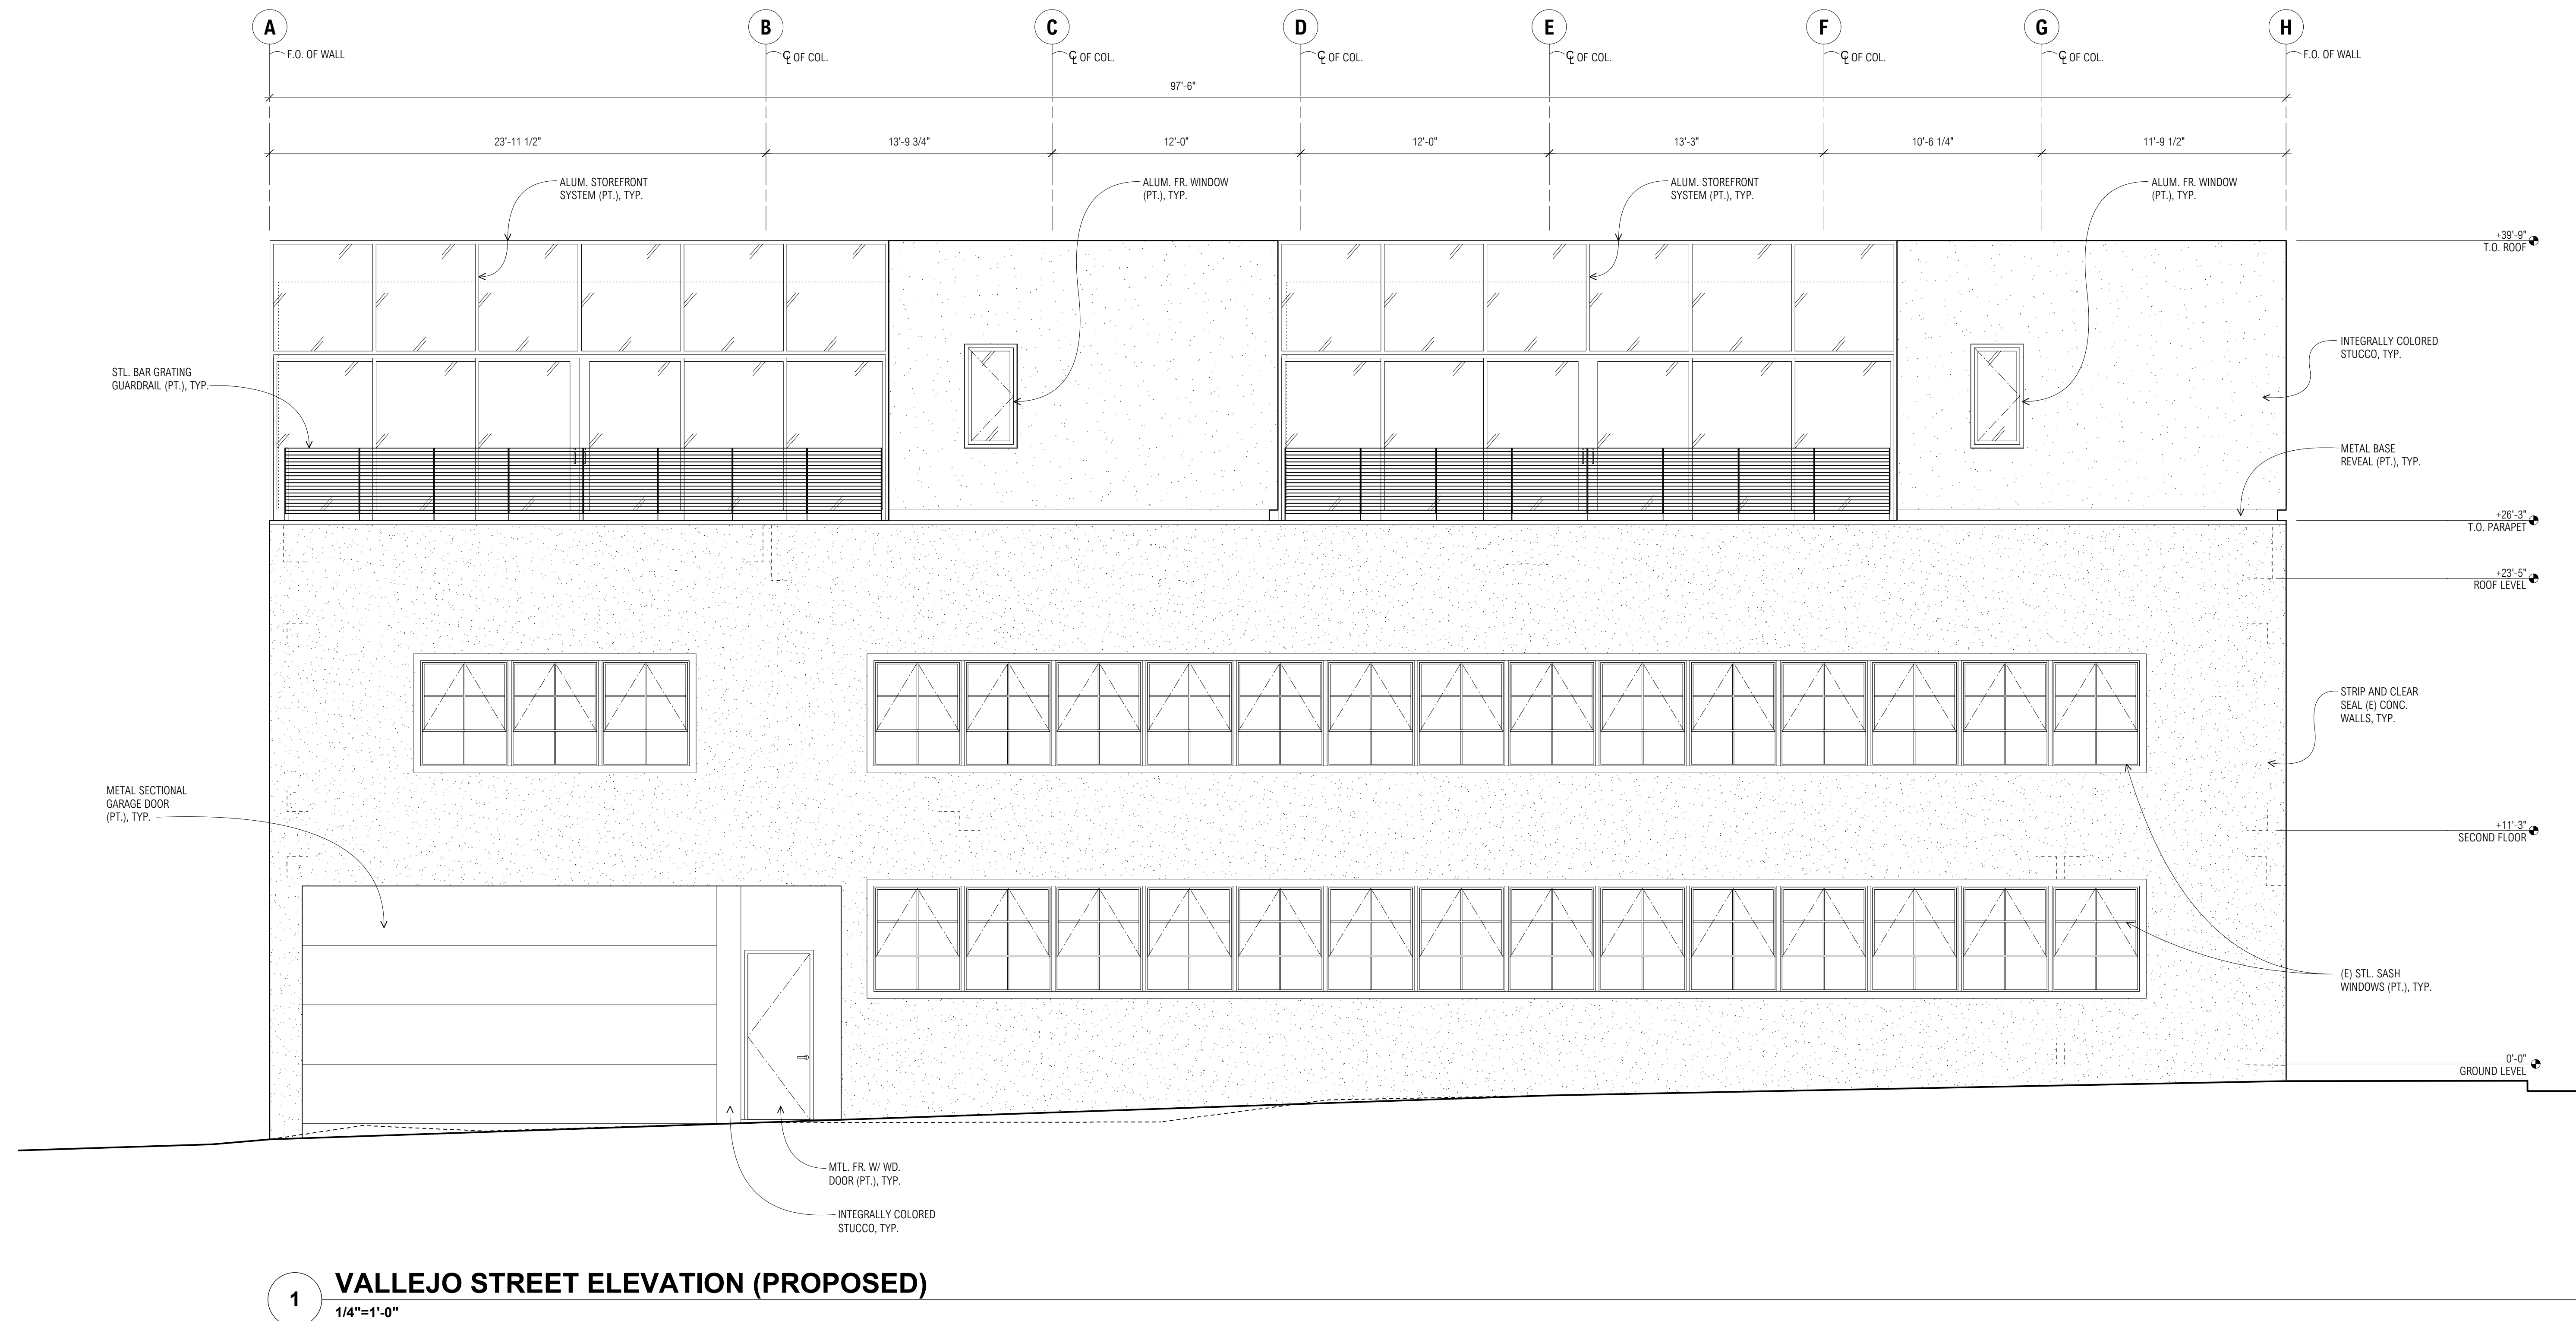 A
B
C
D
E
F
G
H
F.O. OF WALL
℄ OF COL.
℄ OF COL.
℄ OF COL.
℄ OF COL.
℄ OF COL.
℄ OF COL.
F.O. OF WALL
97'-6"
23'-11 1/2"
13'-9 3/4"
12'-0"
12'-0"
13'-3"
10'-6 1/4"
11'-9 1/2"
ALUM. STOREFRONT
SYSTEM (PT.), TYP.
ALUM. FR. WINDOW
(PT.), TYP.
ALUM. STOREFRONT
SYSTEM (PT.), TYP.
ALUM. FR. WINDOW
(PT.), TYP.
+39'-9"
T.O. ROOF
INTEGRALLY COLORED
STUCCO, TYP.
STL. BAR GRATING
GUARDRAIL (PT.), TYP.
METAL BASE
REVEAL (PT.), TYP.
+26'-3"
T.O. PARAPET
+23'-5"
ROOF LEVEL
STRIP AND CLEAR
SEAL (E) CONC.
WALLS, TYP.
METAL SECTIONAL
GARAGE DOOR
(PT.), TYP.
+11'-3"
SECOND FLOOR
(E) STL. SASH
WINDOWS (PT.), TYP.
0'-0"
GROUND LEVEL
MTL. FR. W/ WD.
DOOR (PT.), TYP.
INTEGRALLY COLORED
STUCCO, TYP.
1
VALLEJO STREET ELEVATION (PROPOSED)
1/4"=1'-0"